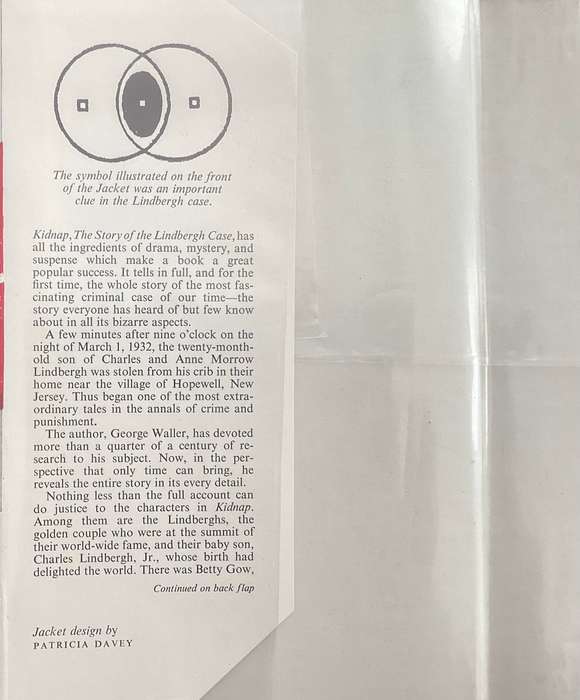 The symbol illustrated on the front
of the Jacket was an important
clue in the Lindbergh case.
Kidnap, The Story of the Lindbergh Case, has
all the ingredients of drama, mystery, and
suspense which make a book a great
popular success. It tells in full, and for the
first time, the whole story of the most fas-
cinating criminal case of our time—the
story everyone has heard of but few know
about in all its bizarre aspects.
A few minutes after nine o'clock on the
night of March 1, 1932, the twenty-month-
old son of Charles and Anne Morrow
Lindbergh was stolen from his crib in their
home near the village of Hopewell, New
Jersey. Thus began one of the most extra-
ordinary tales in the annals of crime and
punishment.
The author, George Waller, has devoted
more than a quarter of a century of re-
search to his subject. Now, in the per-
spective that only time can bring, he
reveals the entire story in its every detail.
Nothing less than the full account can
do justice to the characters in Kidnap.
Among them are the Lindberghs, the
golden couple who were at the summit of
their world-wide fame, and their baby son,
Charles Lindbergh, Jr., whose birth had
delighted the world. There was Betty Gow,
Continued on back flap
Jacket design by
PATRICIA DAVEY